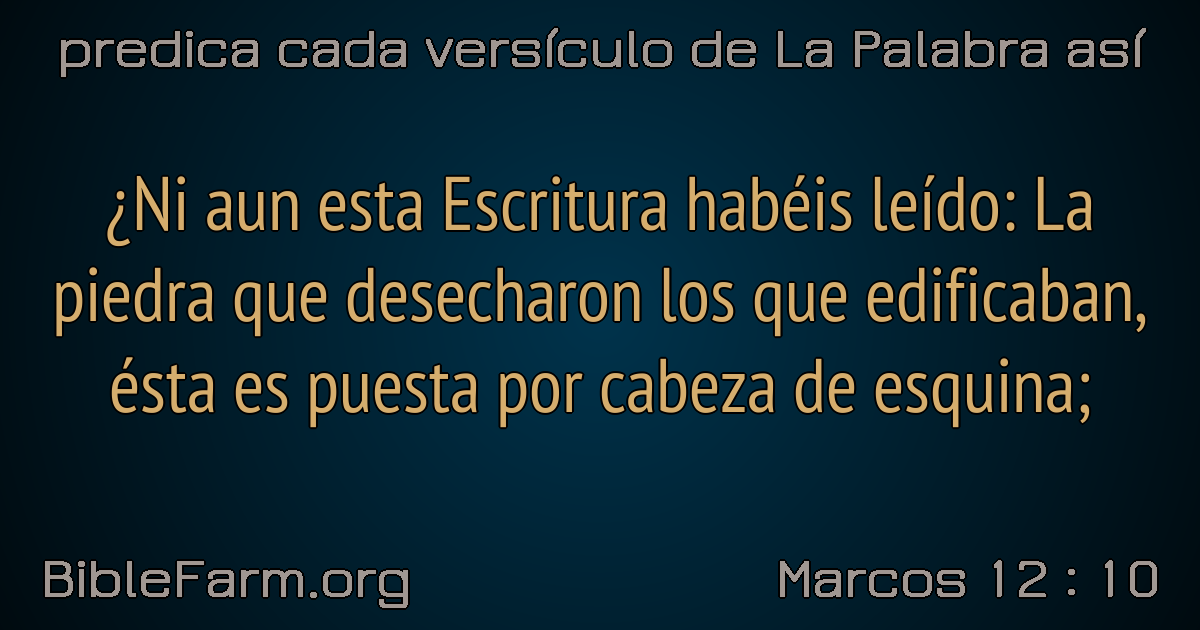 predica cada versículo de La Palabra así
¿Ni aun esta Escritura habéis leído: La
piedra que desecharon los que edificaban,
ésta es puesta por cabeza de esquina;
BibleFarm.org
Marcos 12 : 10